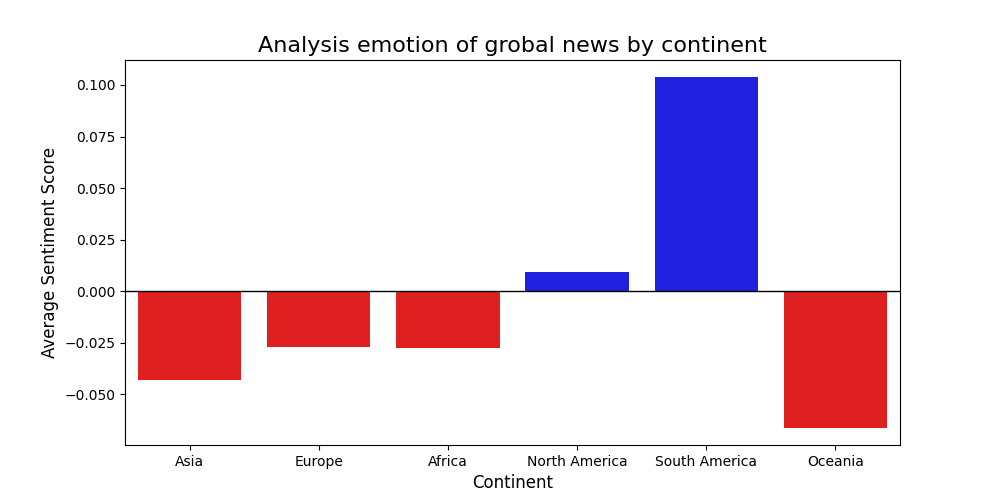 Analysis emotion of grobal news by continent
Average Sentiment Score
0.100
0.075
0.050
0.025
0.000
−0.025
−0.050
Asia Europe Africa North America South America Oceania
Continent